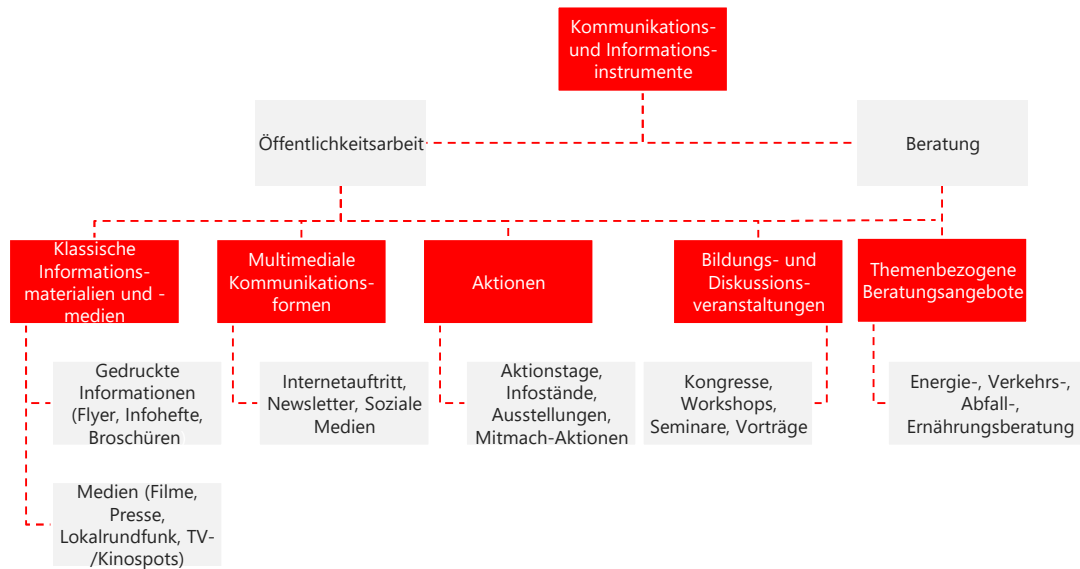 Kommunikations-
und Informations-
instrumente
Öffentlichkeitsarbeit
Beratung
Klassische
Informations-
materialien und -
medien
Multimediale
Kommunikations-
formen
Aktionen
Bildungs- und
Diskussions-
veranstaltungen
Themenbezogene
Beratungsangebote
Gedruckte
Informationen
(Flyer, Infohefte,
Broschüren
Internetauftritt,
Newsletter, Soziale
Medien
Aktionstage,
Infostände,
Ausstellungen,
Mitmach-Aktionen
Kongresse,
Workshops,
Seminare, Vorträge
Energie-, Verkehrs-,
Abfall-,
Ernährungsberatung
Medien (Filme,
Presse,
Lokalrundfunk, TV-
/Kinospots)